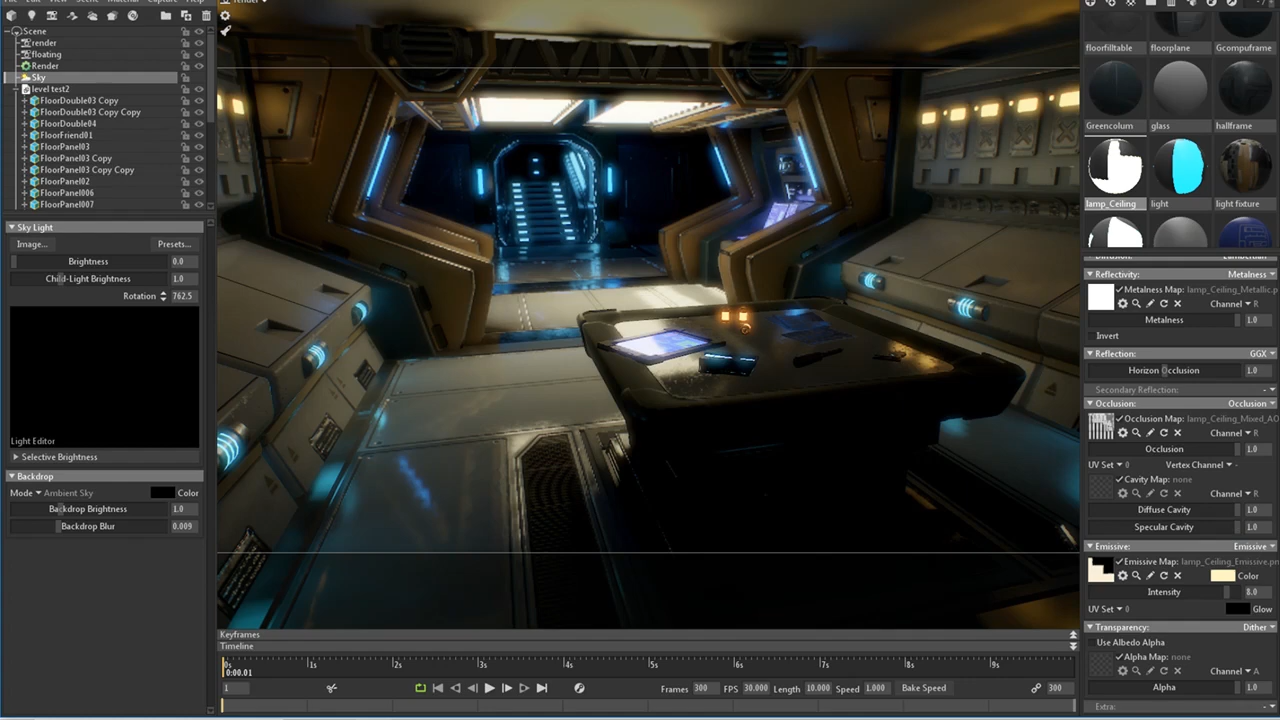 Scene
render
floating
Render
Sky
level test2
FloorDouble03 Copy
FloorDouble03 Copy Copy
FloorDouble04
FloorFriend01
FloorPanel03
FloorPanel03 Copy
FloorPanel03 Copy Copy
FloorPanel02
FloorPanel006
FloorPanel007
Sky Light
Image... Presets...
Brightness 0.0
Child-Light Brightness 1.0
Rotation 762.5
Light Editor
Selective Brightness
Backdrop
Mode Ambient Sky Color
Backdrop Brightness 1.0
Backdrop Blur 0.009
Keyframes
Timeline
0s 1s 2s 3s 4s 5s 6s 7s 8s 9s
0:00.01
1 Frames 300 FPS 30.000 Length 10.000 Speed 1.000 Bake Speed 300
floorfilltable floorplane Gcompuframe
Greencolum glass hallframe
lamp_Ceiling light light fixture
Reflectivity: Metalness
Metalness Map: lamp_Ceiling_Metallic.p
Channel R
Metalness 1.0
Invert
Reflection: GGX
Horizon Occlusion 1.0
Secondary Reflection: -
Occlusion: Occlusion
Occlusion Map: lamp_Ceiling_Mixed_AO
Channel R
Occlusion 1.0
UV Set 0 Vertex Channel -
Cavity Map: none
Channel R
Diffuse Cavity 1.0
Specular Cavity 1.0
Emissive: Emissive
Emissive Map: lamp_Ceiling_Emissive.pn
Color
Intensity 8.0
UV Set 0 Glow
Transparency: Dither
Use Albedo Alpha
Alpha Map: none
Channel A
Alpha 1.0
Extra: -